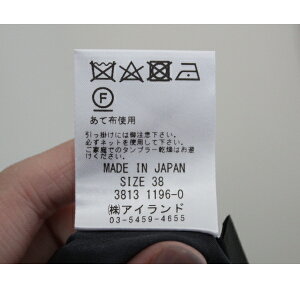 F
あて布使用
引っ掛けには御注意下さい。
必ずネットを使用して下さい。
ご家庭でのタンブラー乾燥はお避
けください。
MADE IN JAPAN
SIZE 38
3813 1196-0
㈱アイランド
03-5459-4655